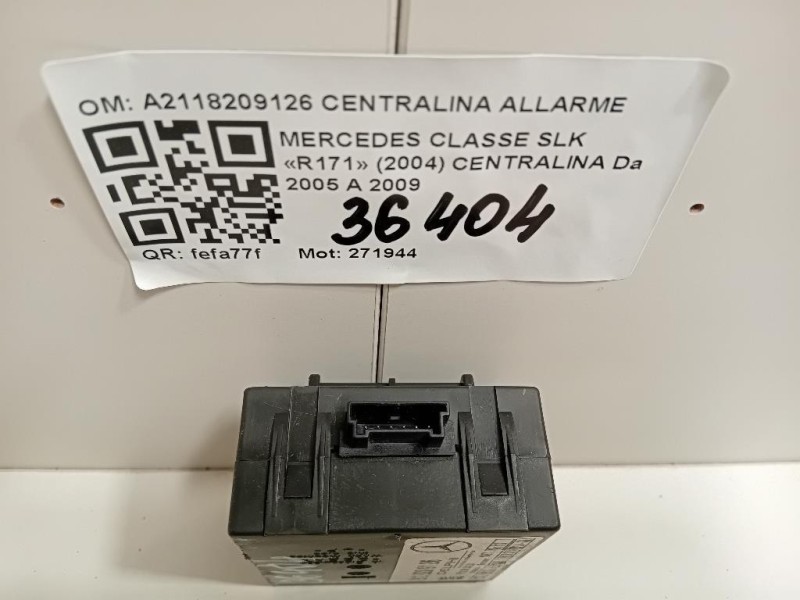 OM: A2118209126 CENTRALINA ALLARME
MERCEDES CLASSE SLK
«R171» (2004) CENTRALINA Da
2005 A 2009
36404
QR: fefa77f Mot: 271944